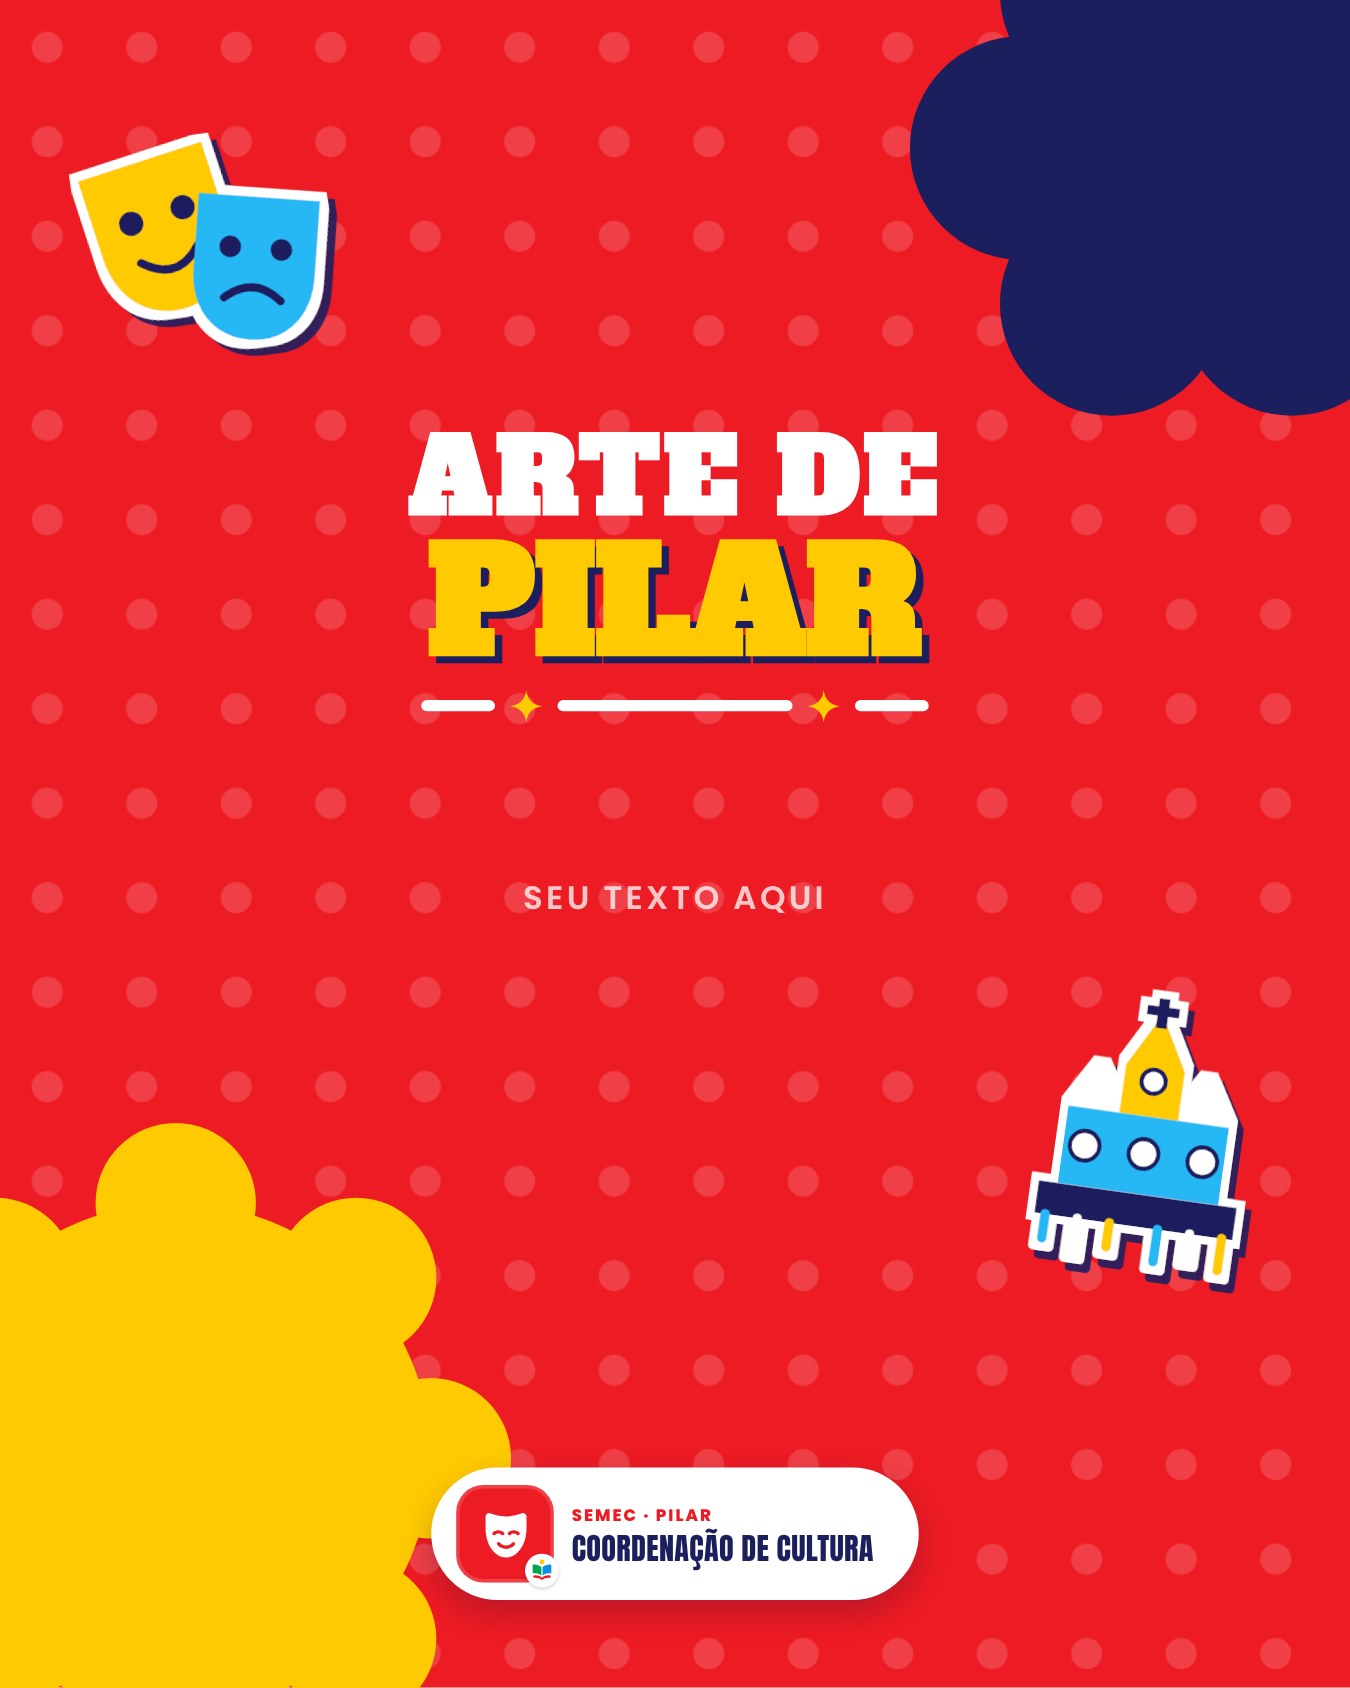 ARTE DE
PILAR
SEU TEXTO AQUI
SEMEC · PILAR
COORDENAÇÃO DE CULTURA